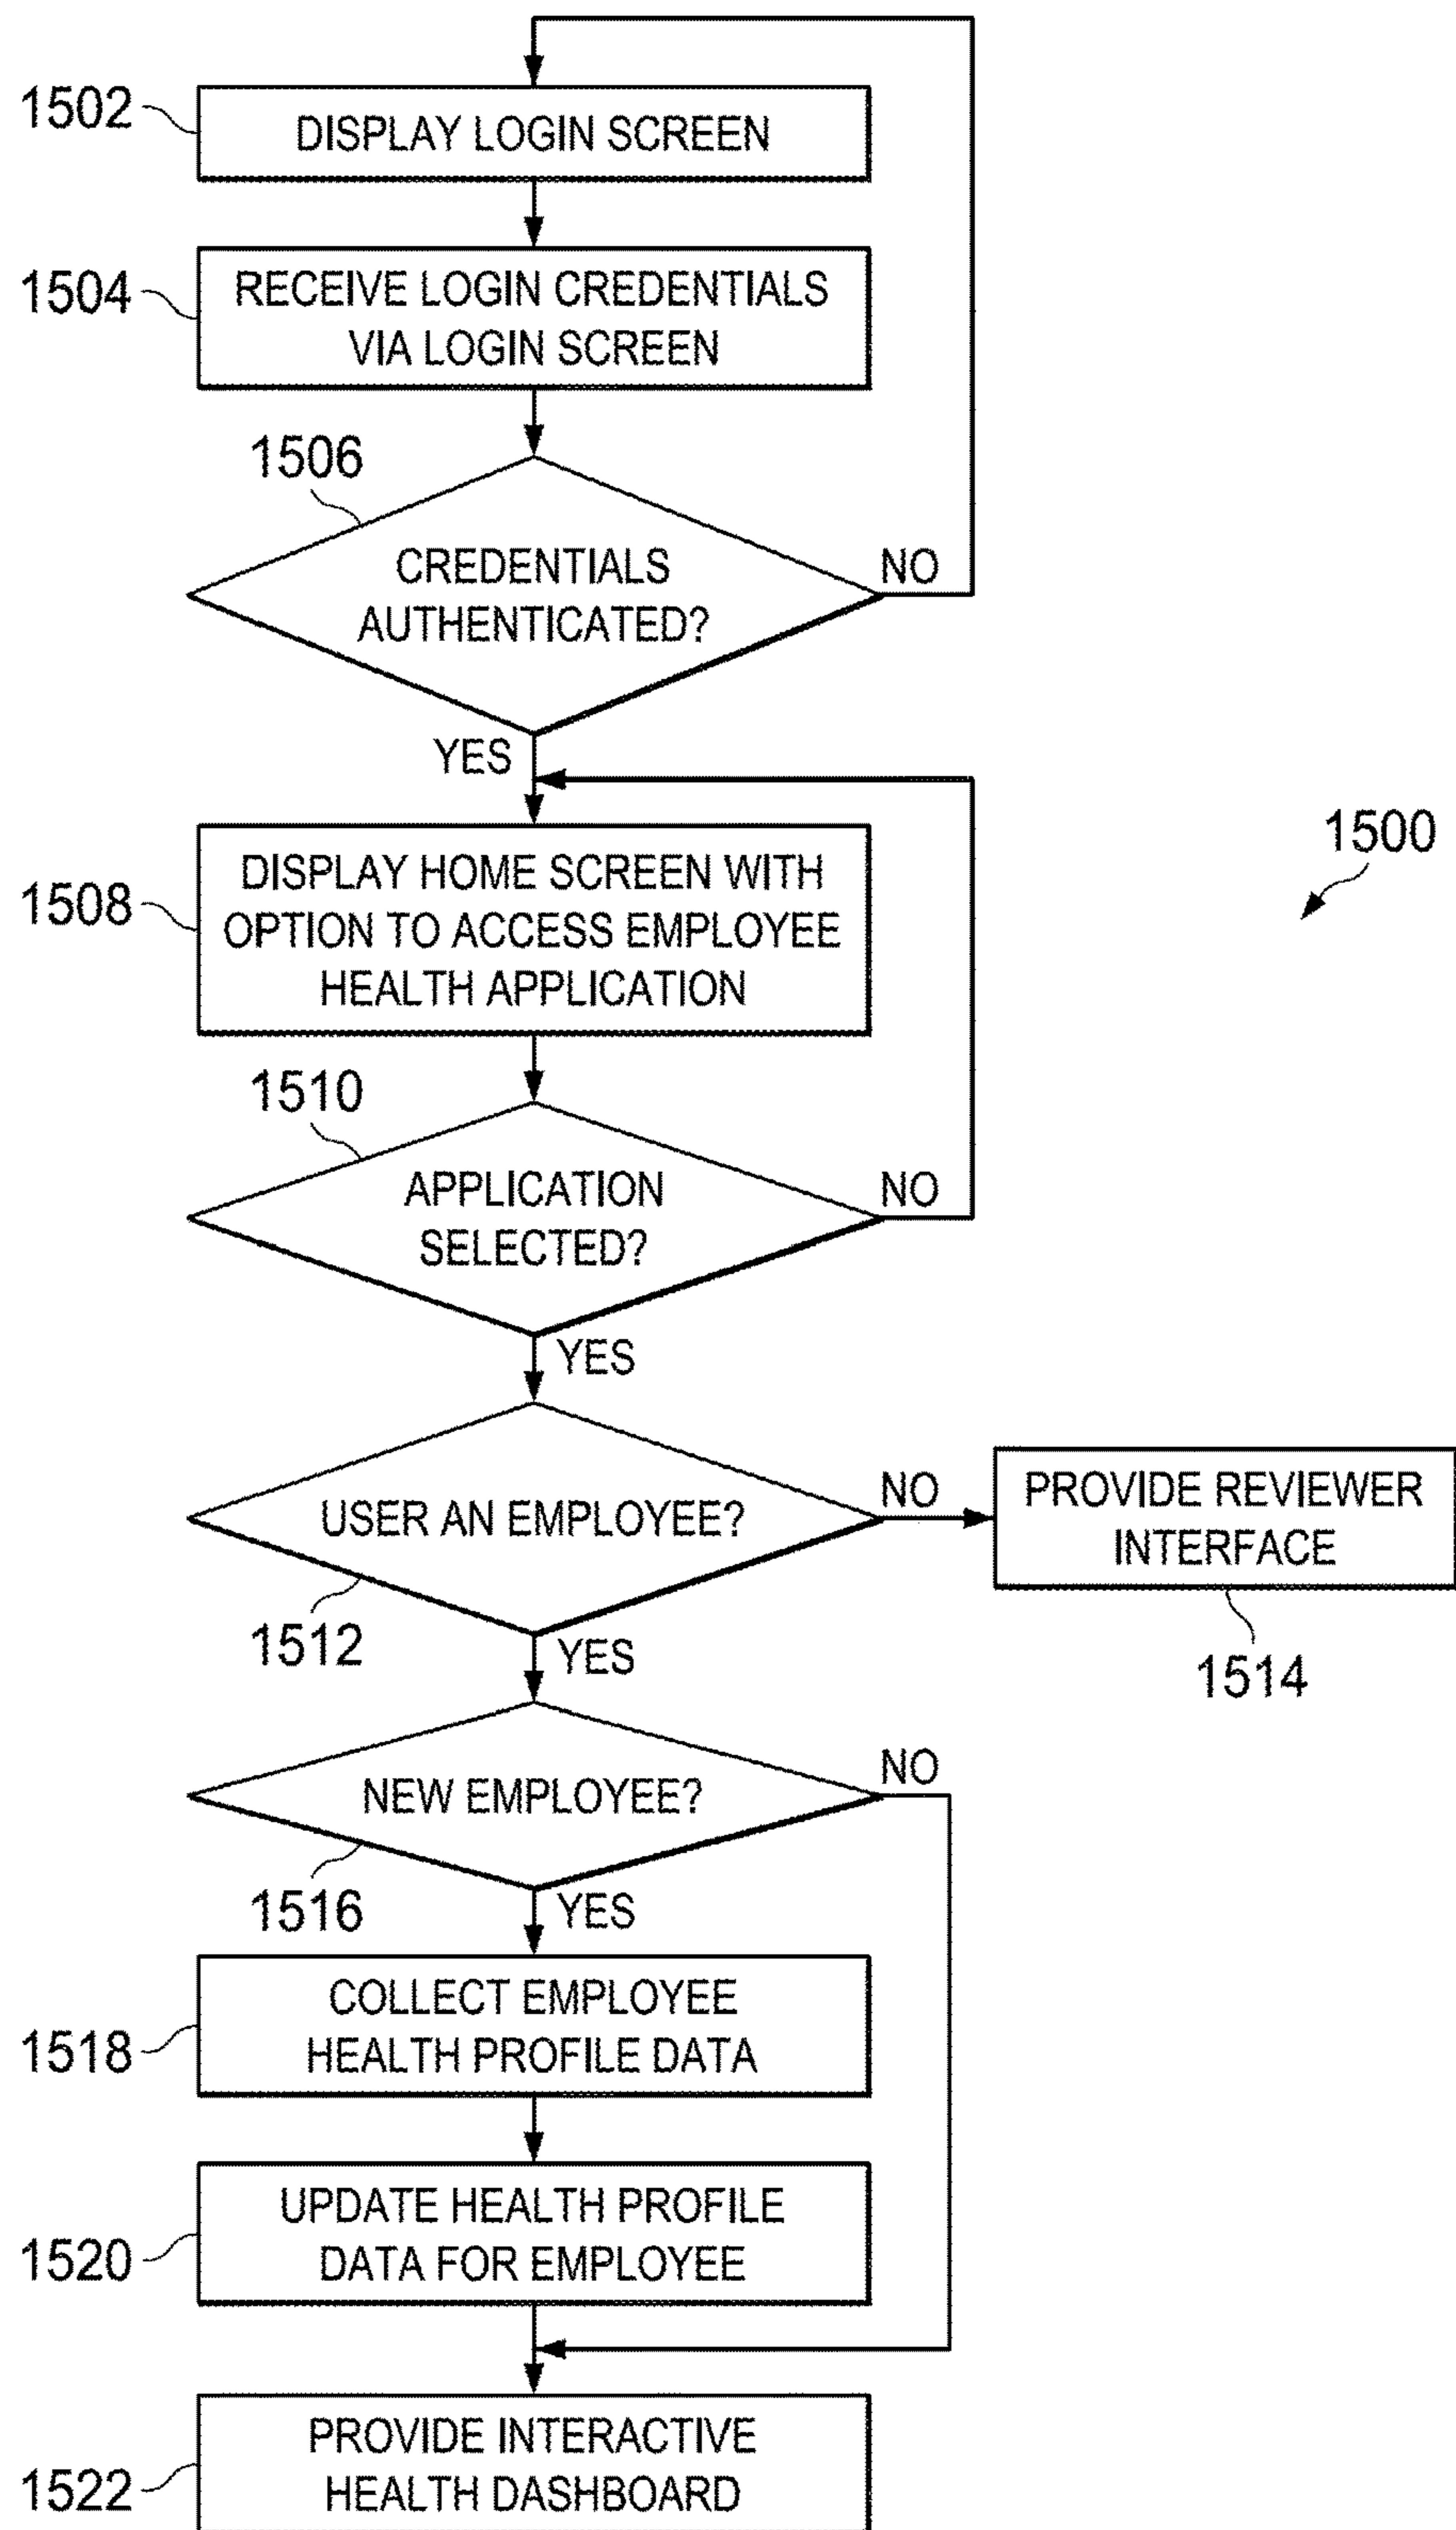 1502
DISPLAY LOGIN SCREEN
1504
RECEIVE LOGIN CREDENTIALS
VIA LOGIN SCREEN
1506
CREDENTIALS
AUTHENTICATED?
NO
YES
1500
1508
DISPLAY HOME SCREEN WITH
OPTION TO ACCESS EMPLOYEE
HEALTH APPLICATION
1510
APPLICATION
SELECTED?
NO
YES
USER AN EMPLOYEE?
NO
1512
YES
PROVIDE REVIEWER
INTERFACE
1514
NEW EMPLOYEE?
NO
1516
YES
1518
COLLECT EMPLOYEE
HEALTH PROFILE DATA
1520
UPDATE HEALTH PROFILE
DATA FOR EMPLOYEE
1522
PROVIDE INTERACTIVE
HEALTH DASHBOARD